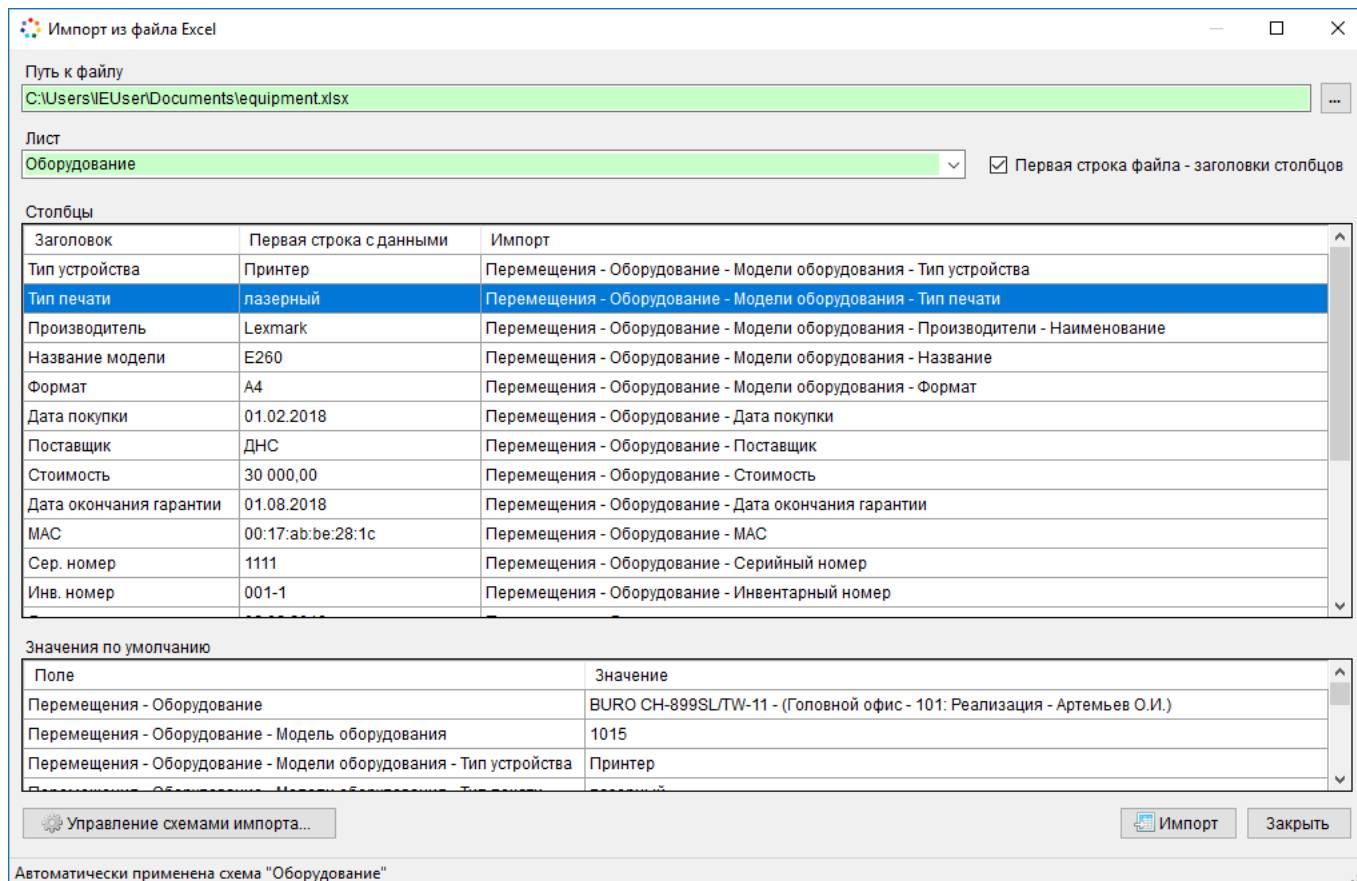 Импорт из файла Excel
Путь к файлу
C:\Users\IEUser\Documents\equipment.xlsx
...
Лист
Оборудование
Первая строка файла - заголовки столбцов
Столбцы
Заголовок Первая строка с данными Импорт
Тип устройства Принтер Перемещения - Оборудование - Модели оборудования - Тип устройства
Тип печати лазерный Перемещения - Оборудование - Модели оборудования - Тип печати
Производитель Lexmark Перемещения - Оборудование - Модели оборудования - Производители - Наименование
Название модели E260 Перемещения - Оборудование - Модели оборудования - Название
Формат A4 Перемещения - Оборудование - Модели оборудования - Формат
Дата покупки 01.02.2018 Перемещения - Оборудование - Дата покупки
Поставщик ДНС Перемещения - Оборудование - Поставщик
Стоимость 30 000,00 Перемещения - Оборудование - Стоимость
Дата окончания гарантии 01.08.2018 Перемещения - Оборудование - Дата окончания гарантии
MAC 00:17:ab:be:28:1c Перемещения - Оборудование - MAC
Сер. номер 1111 Перемещения - Оборудование - Серийный номер
Инв. номер 001-1 Перемещения - Оборудование - Инвентарный номер
Значения по умолчанию
Поле Значение
Перемещения - Оборудование BURO CH-899SL/TW-11 - (Головной офис - 101: Реализация - Артемьев О.И.)
Перемещения - Оборудование - Модель оборудования 1015
Перемещения - Оборудование - Модели оборудования - Тип устройства Принтер
Управление схемами импорта... Импорт Закрыть
Автоматически применена схема "Оборудование"